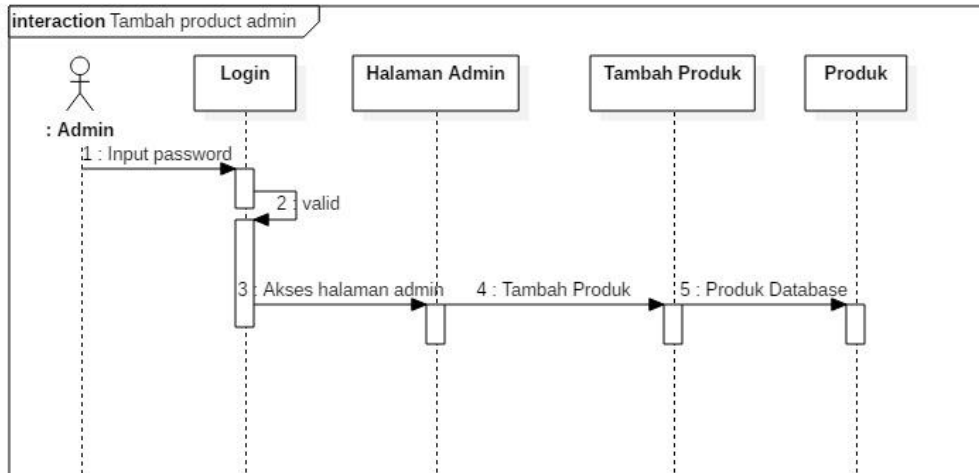 interaction Tambah product admin
Login
Halaman Admin
Tambah Produk
Produk
: Admin
1 : Input password
2 : valid
3 : Akses halaman admin
4 : Tambah Produk
5 : Produk Database